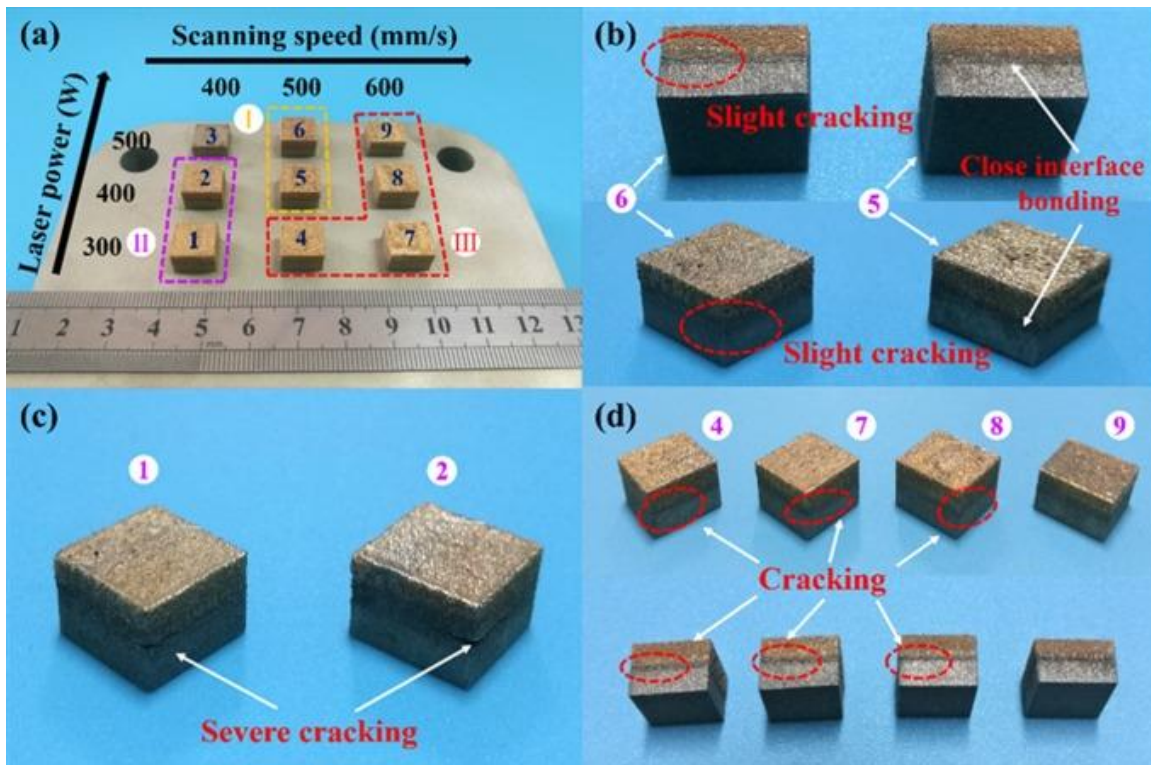 (a)
Scanning speed (mm/s)
400 500 600
Laser power (W)
500
400
300
I
II
III
3 6 9
2 5 8
1 4 7
1 2 3 4 5 6 7 8 9 10 11 12 13
mm
(b)
Slight cracking
Close interface
bonding
6
5
Slight cracking
(c)
1
2
Severe cracking
(d)
4
7
8
9
Cracking